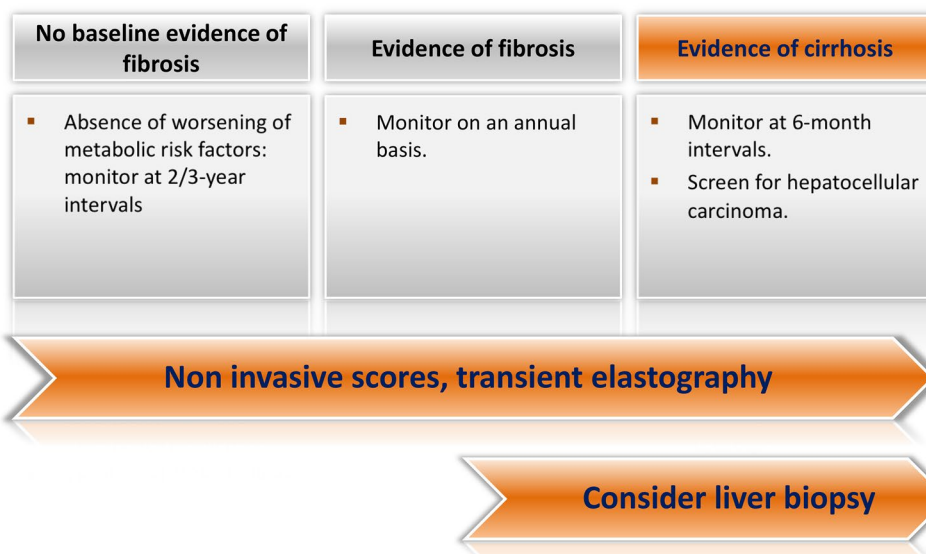 No baseline evidence of
fibrosis
Evidence of fibrosis
Evidence of cirrhosis
Absence of worsening of
metabolic risk factors:
monitor at 2/3-year
intervals
Monitor on an annual
basis.
Monitor at 6-month
intervals.
Screen for hepatocellular
carcinoma.
Non invasive scores, transient elastography
Consider liver biopsy